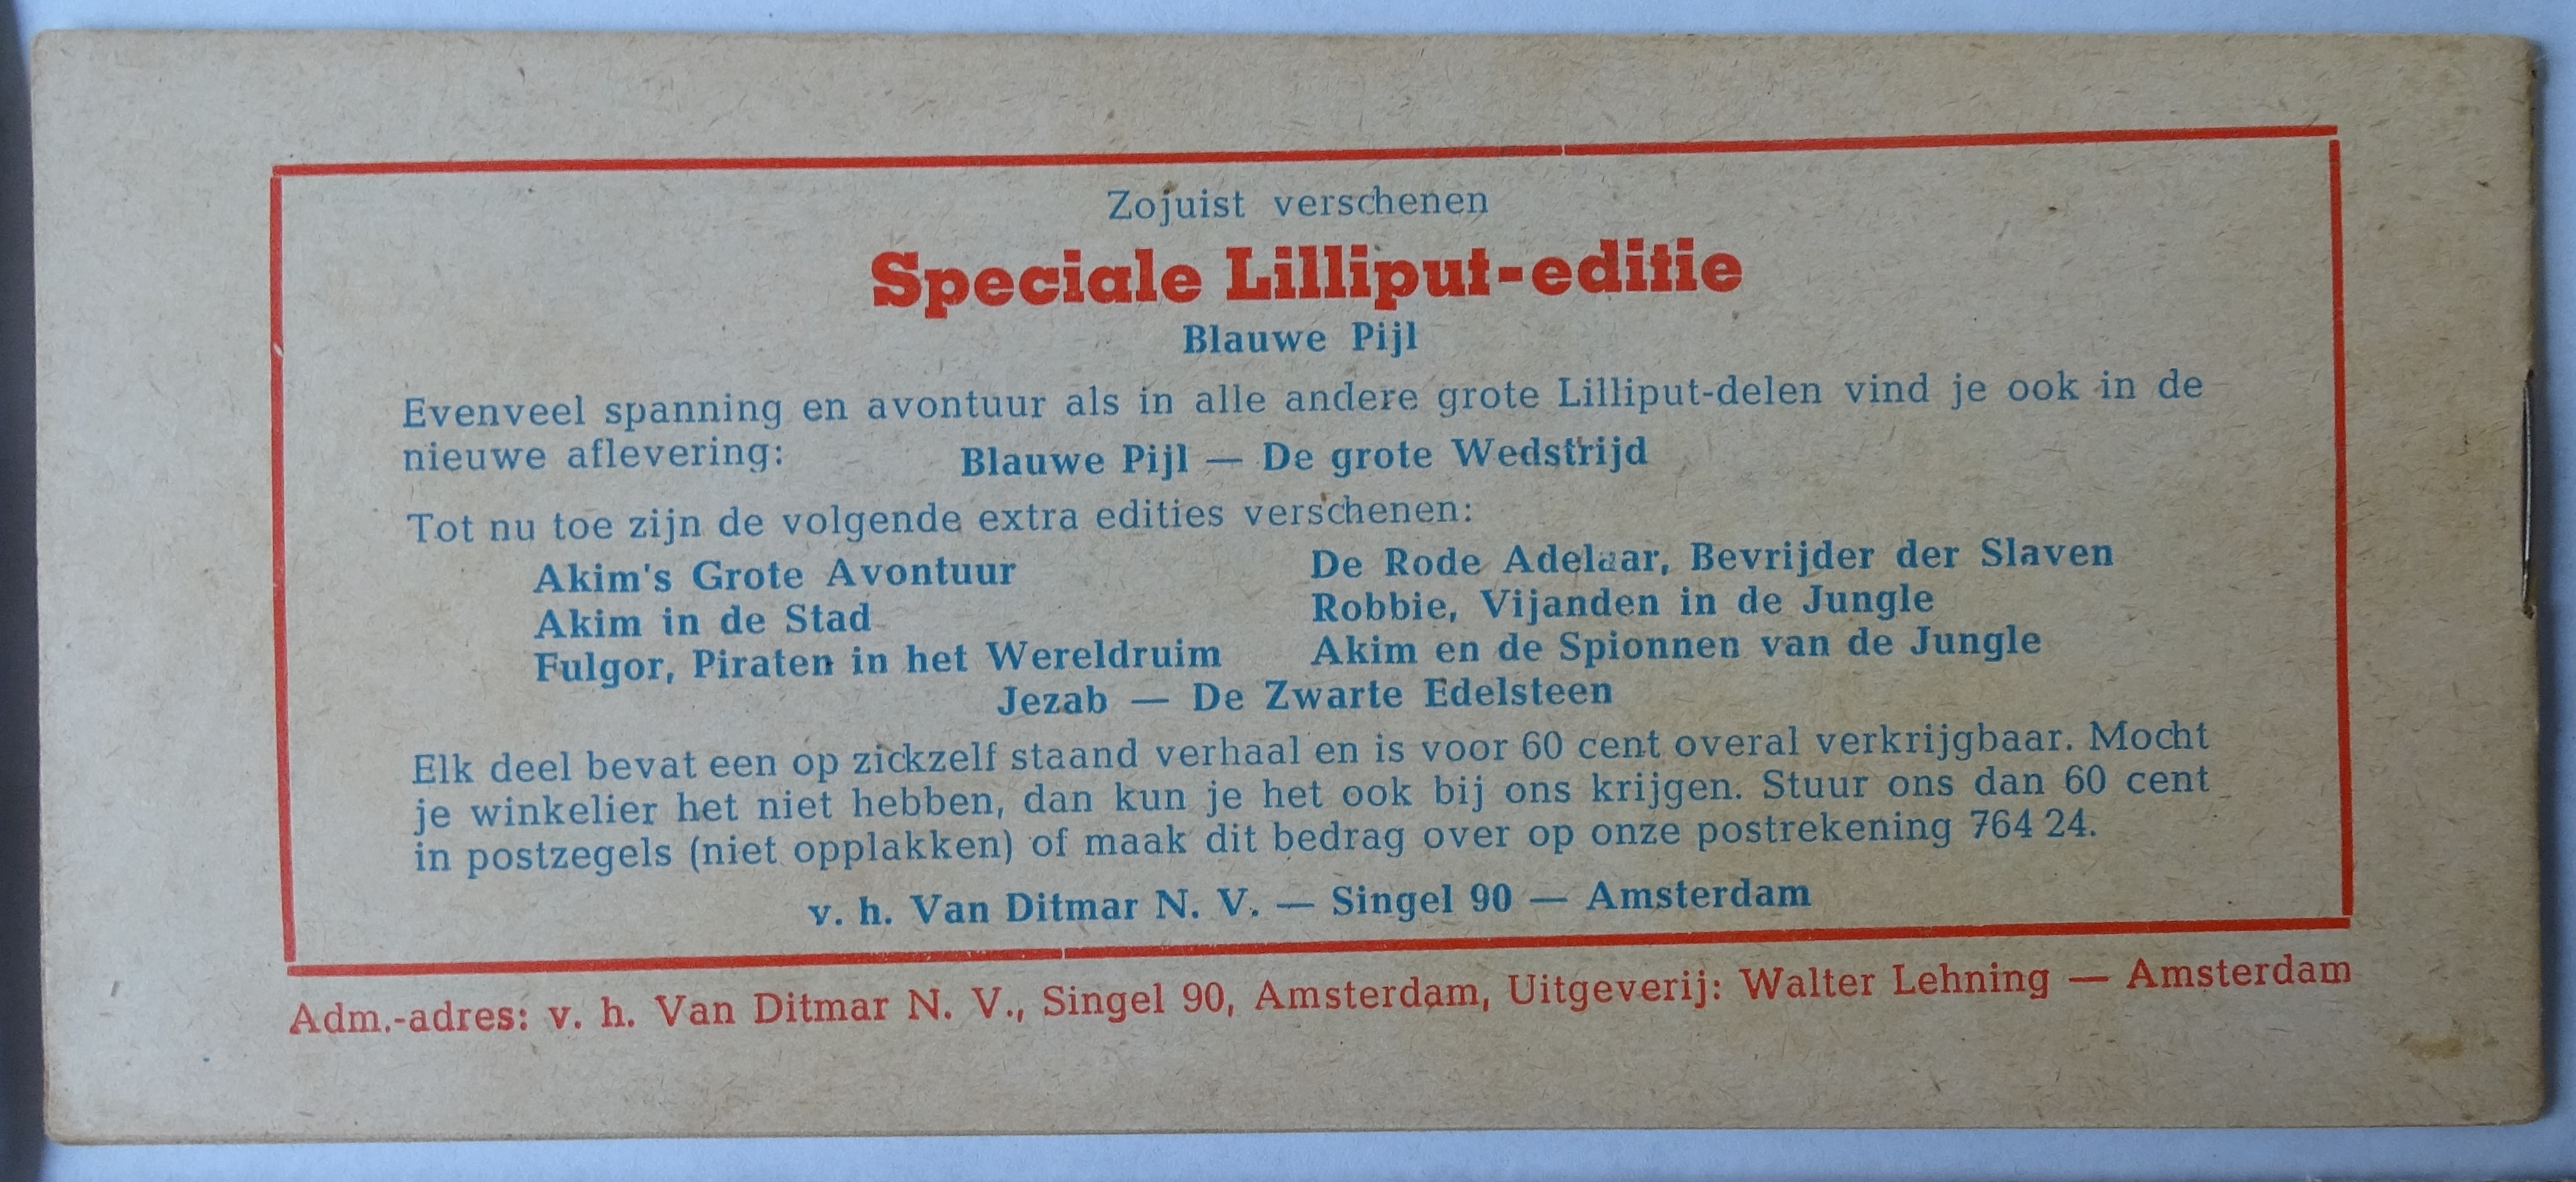 Zojuist verschenen
Speciale Lilliput-editie
Blauwe Pijl
Evenveel spanning en avontuur als in alle andere grote Lilliput-delen vind je ook in de
nieuwe aflevering: Blauwe Pijl — De grote Wedstrijd
Tot nu toe zijn de volgende extra edities verschenen:
Akim's Grote Avontuur
Akim in de Stad
Fulgor, Piraten in het Wereldruim
De Rode Adelaar, Bevrijder der Slaven
Robbie, Vijanden in de Jungle
Akim en de Spionnen van de Jungle
Jezab — De Zwarte Edelsteen
Elk deel bevat een op zickzelf staand verhaal en is voor 60 cent overal verkrijgbaar. Mocht
je winkelier het niet hebben, dan kun je het ook bij ons krijgen. Stuur ons dan 60 cent
in postzegels (niet opplakken) of maak dit bedrag over op onze postrekening 764 24.
v. h. Van Ditmar N. V. — Singel 90 — Amsterdam
Adm.-adres: v. h. Van Ditmar N. V., Singel 90, Amsterdam, Uitgeverij: Walter Lehning — Amsterdam